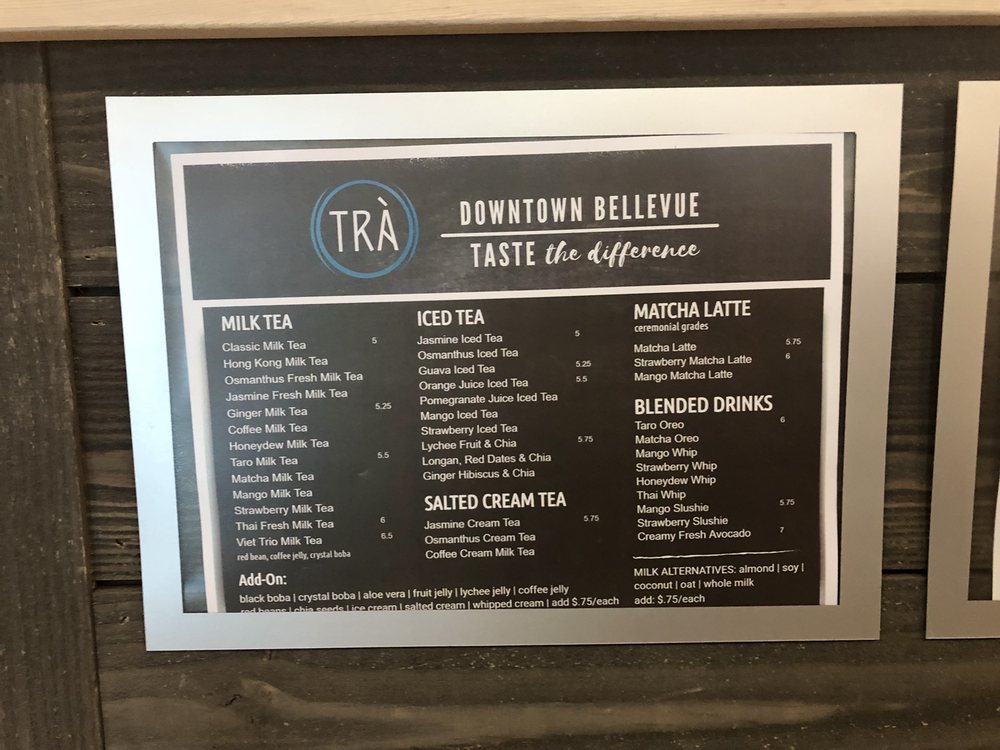 TRÀ
DOWNTOWN BELLEVUE
TASTE the difference
MILK TEA
Classic Milk Tea 5
Hong Kong Milk Tea
Osmanthus Fresh Milk Tea
Jasmine Fresh Milk Tea
Ginger Milk Tea 5.25
Coffee Milk Tea
Honeydew Milk Tea
Taro Milk Tea 5.5
Matcha Milk Tea
Mango Milk Tea
Strawberry Milk Tea
Thai Fresh Milk Tea 6
Viet Trio Milk Tea 6.5
red bean, coffee jelly, crystal boba
ICED TEA
Jasmine Iced Tea 5
Osmanthus Iced Tea
Guava Iced Tea 5.25
Orange Juice Iced Tea 5.5
Pomegranate Juice Iced Tea
Mango Iced Tea
Strawberry Iced Tea
Lychee Fruit & Chia 5.75
Longan, Red Dates & Chia
Ginger Hibiscus & Chia
SALTED CREAM TEA
Jasmine Cream Tea 5.75
Osmanthus Cream Tea
Coffee Cream Milk Tea
Add-On:
black boba | crystal boba | aloe vera | fruit jelly | lychee jelly | coffee jelly
red beans | chia seeds | ice cream | salted cream | whipped cream | add $.75/each
MATCHA LATTE
ceremonial grades
Matcha Latte 5.75
Strawberry Matcha Latte 6
Mango Matcha Latte
BLENDED DRINKS
Taro Oreo 6
Matcha Oreo
Mango Whip
Strawberry Whip
Honeydew Whip
Thai Whip
Mango Slushie 5.75
Strawberry Slushie
Creamy Fresh Avocado 7
MILK ALTERNATIVES: almond | soy |
coconut | oat | whole milk
add: $.75/each